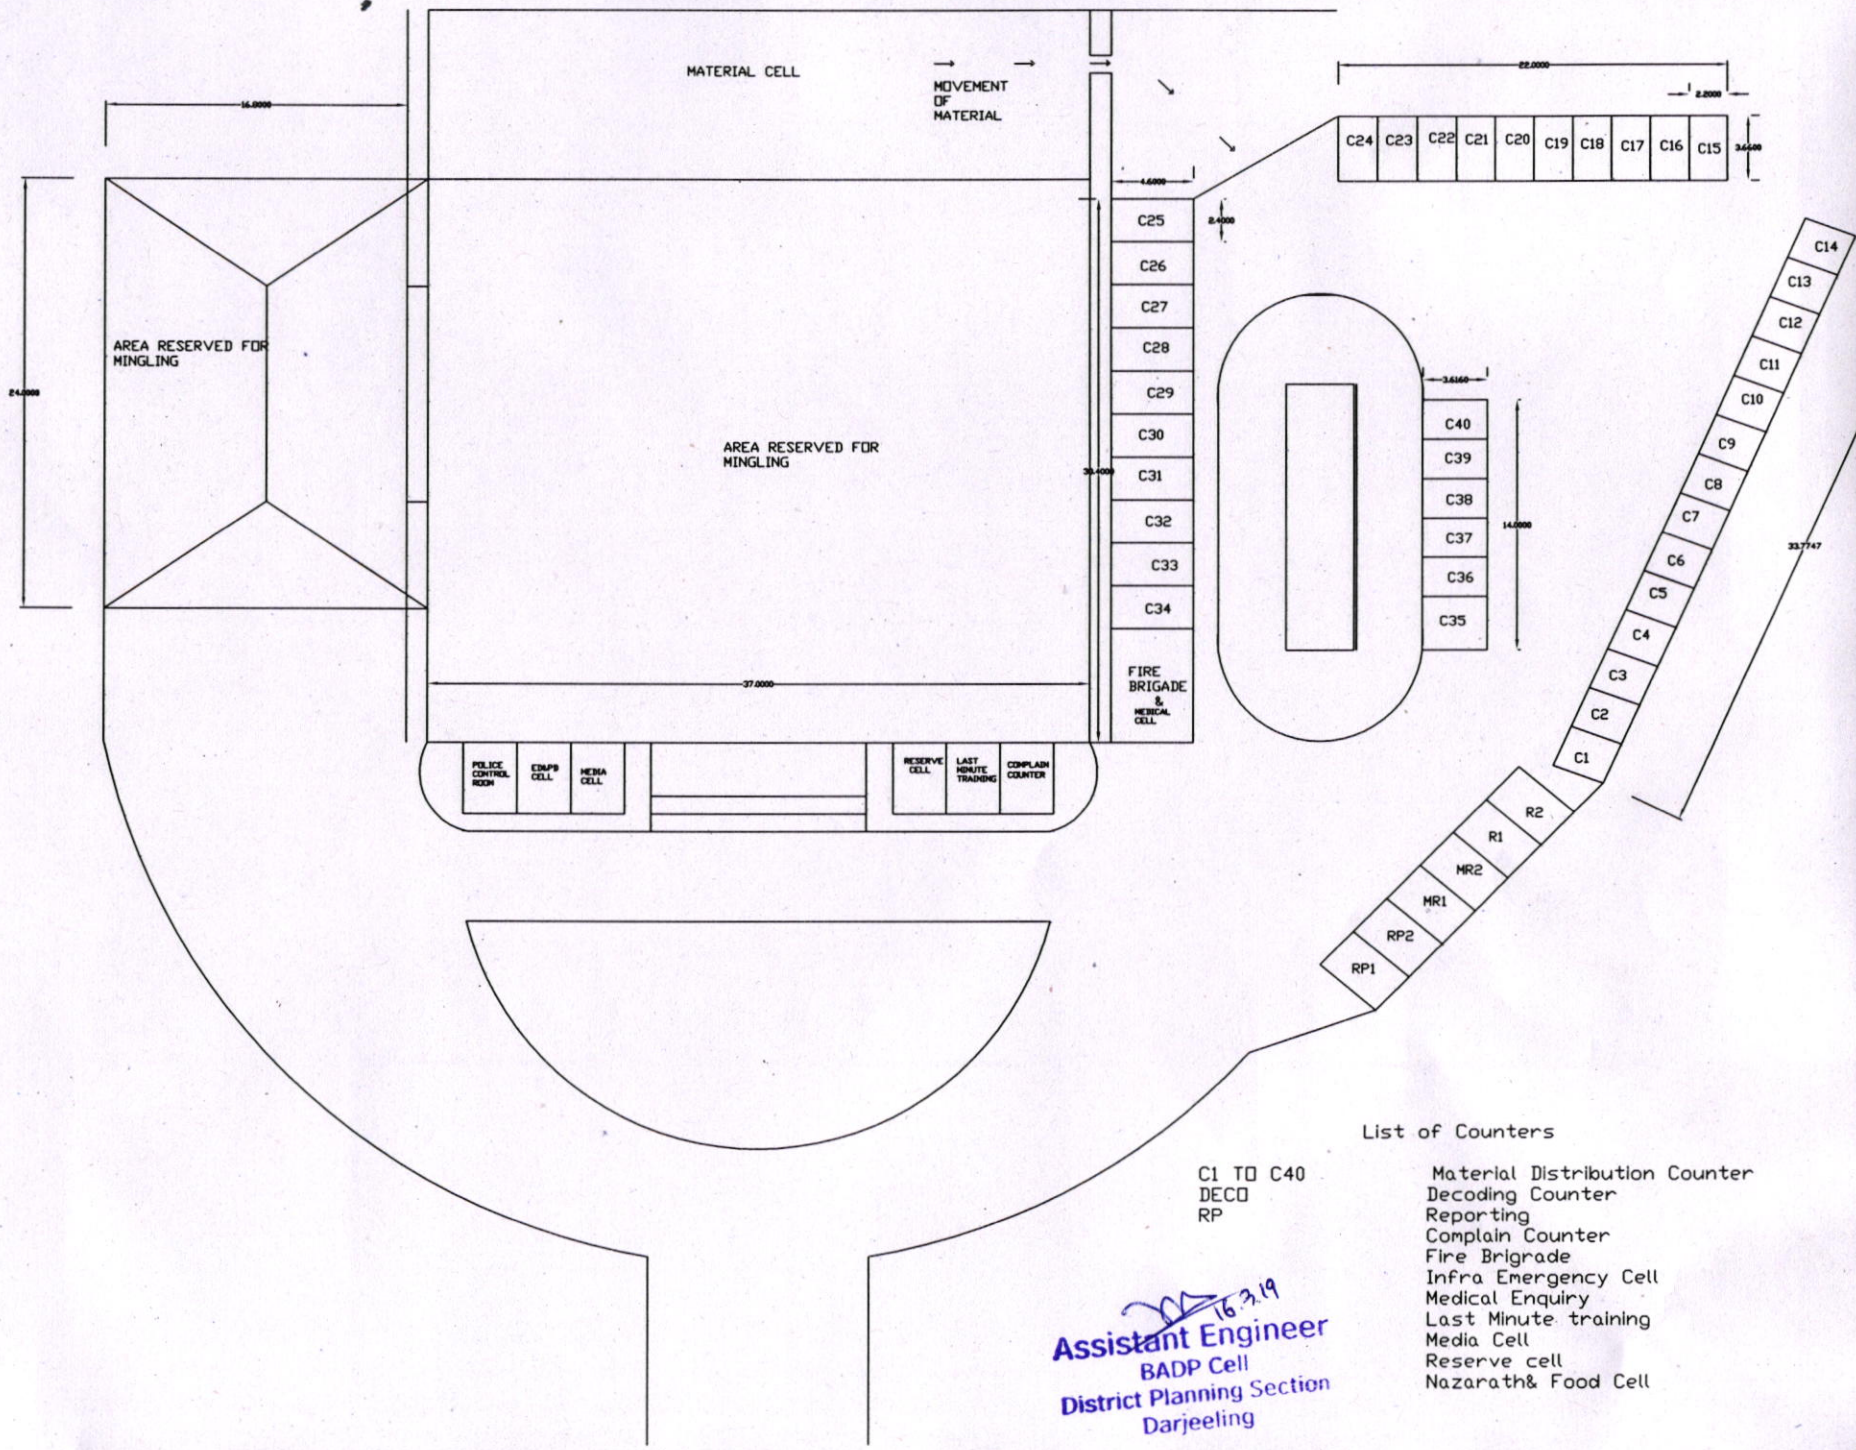 MATERIAL CELL
MOVEMENT
OF
MATERIAL
22.0000
2.2000
16.0000
C24 C23 C22 C21 C20 C19 C18 C17 C16 C15
4.6000
2.4000
24.0000
AREA RESERVED FOR
MINGLING
AREA RESERVED FOR
MINGLING
C25
C26
C27
C28
C29
C30
C31
C32
C33
C34
30.4000
FIRE
BRIGADE
&
MEDICAL
CELL
37.0000
3.6160
C40
C39
C38
C37
C36
C35
14.0000
C14
C13
C12
C11
C10
C9
C8
C7
C6
C5
C4
C3
C2
C1
33.7747
R2
R1
MR2
MR1
RP2
RP1
POLICE
CONTROL
ROOM
CELL
MEDIA
CELL
RESERVE
CELL
LAST
MINUTE
TRAINING
COMPLAIN
COUNTER
List of Counters
C1 TO C40 Material Distribution Counter
DECO Decoding Counter
RP Reporting
Complain Counter
Fire Brigrade
Infra Emergency Cell
Medical Enquiry
Last Minute training
Media Cell
Reserve cell
Nazarath& Food Cell
16.3.19
Assistant Engineer
BADP Cell
District Planning Section
Darjeeling